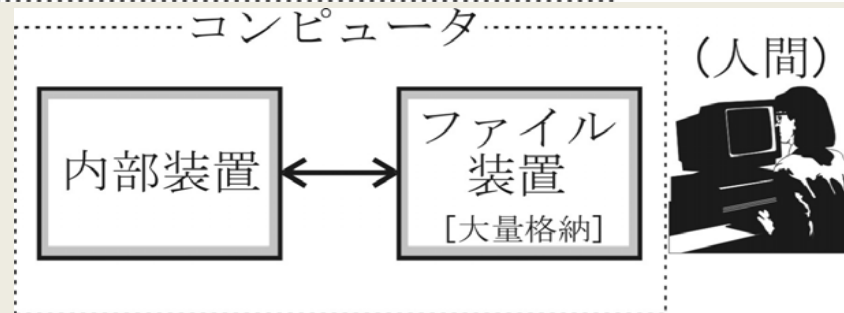 コンピュータ
(人間)
内部装置
ファイル
装置
[大量格納]